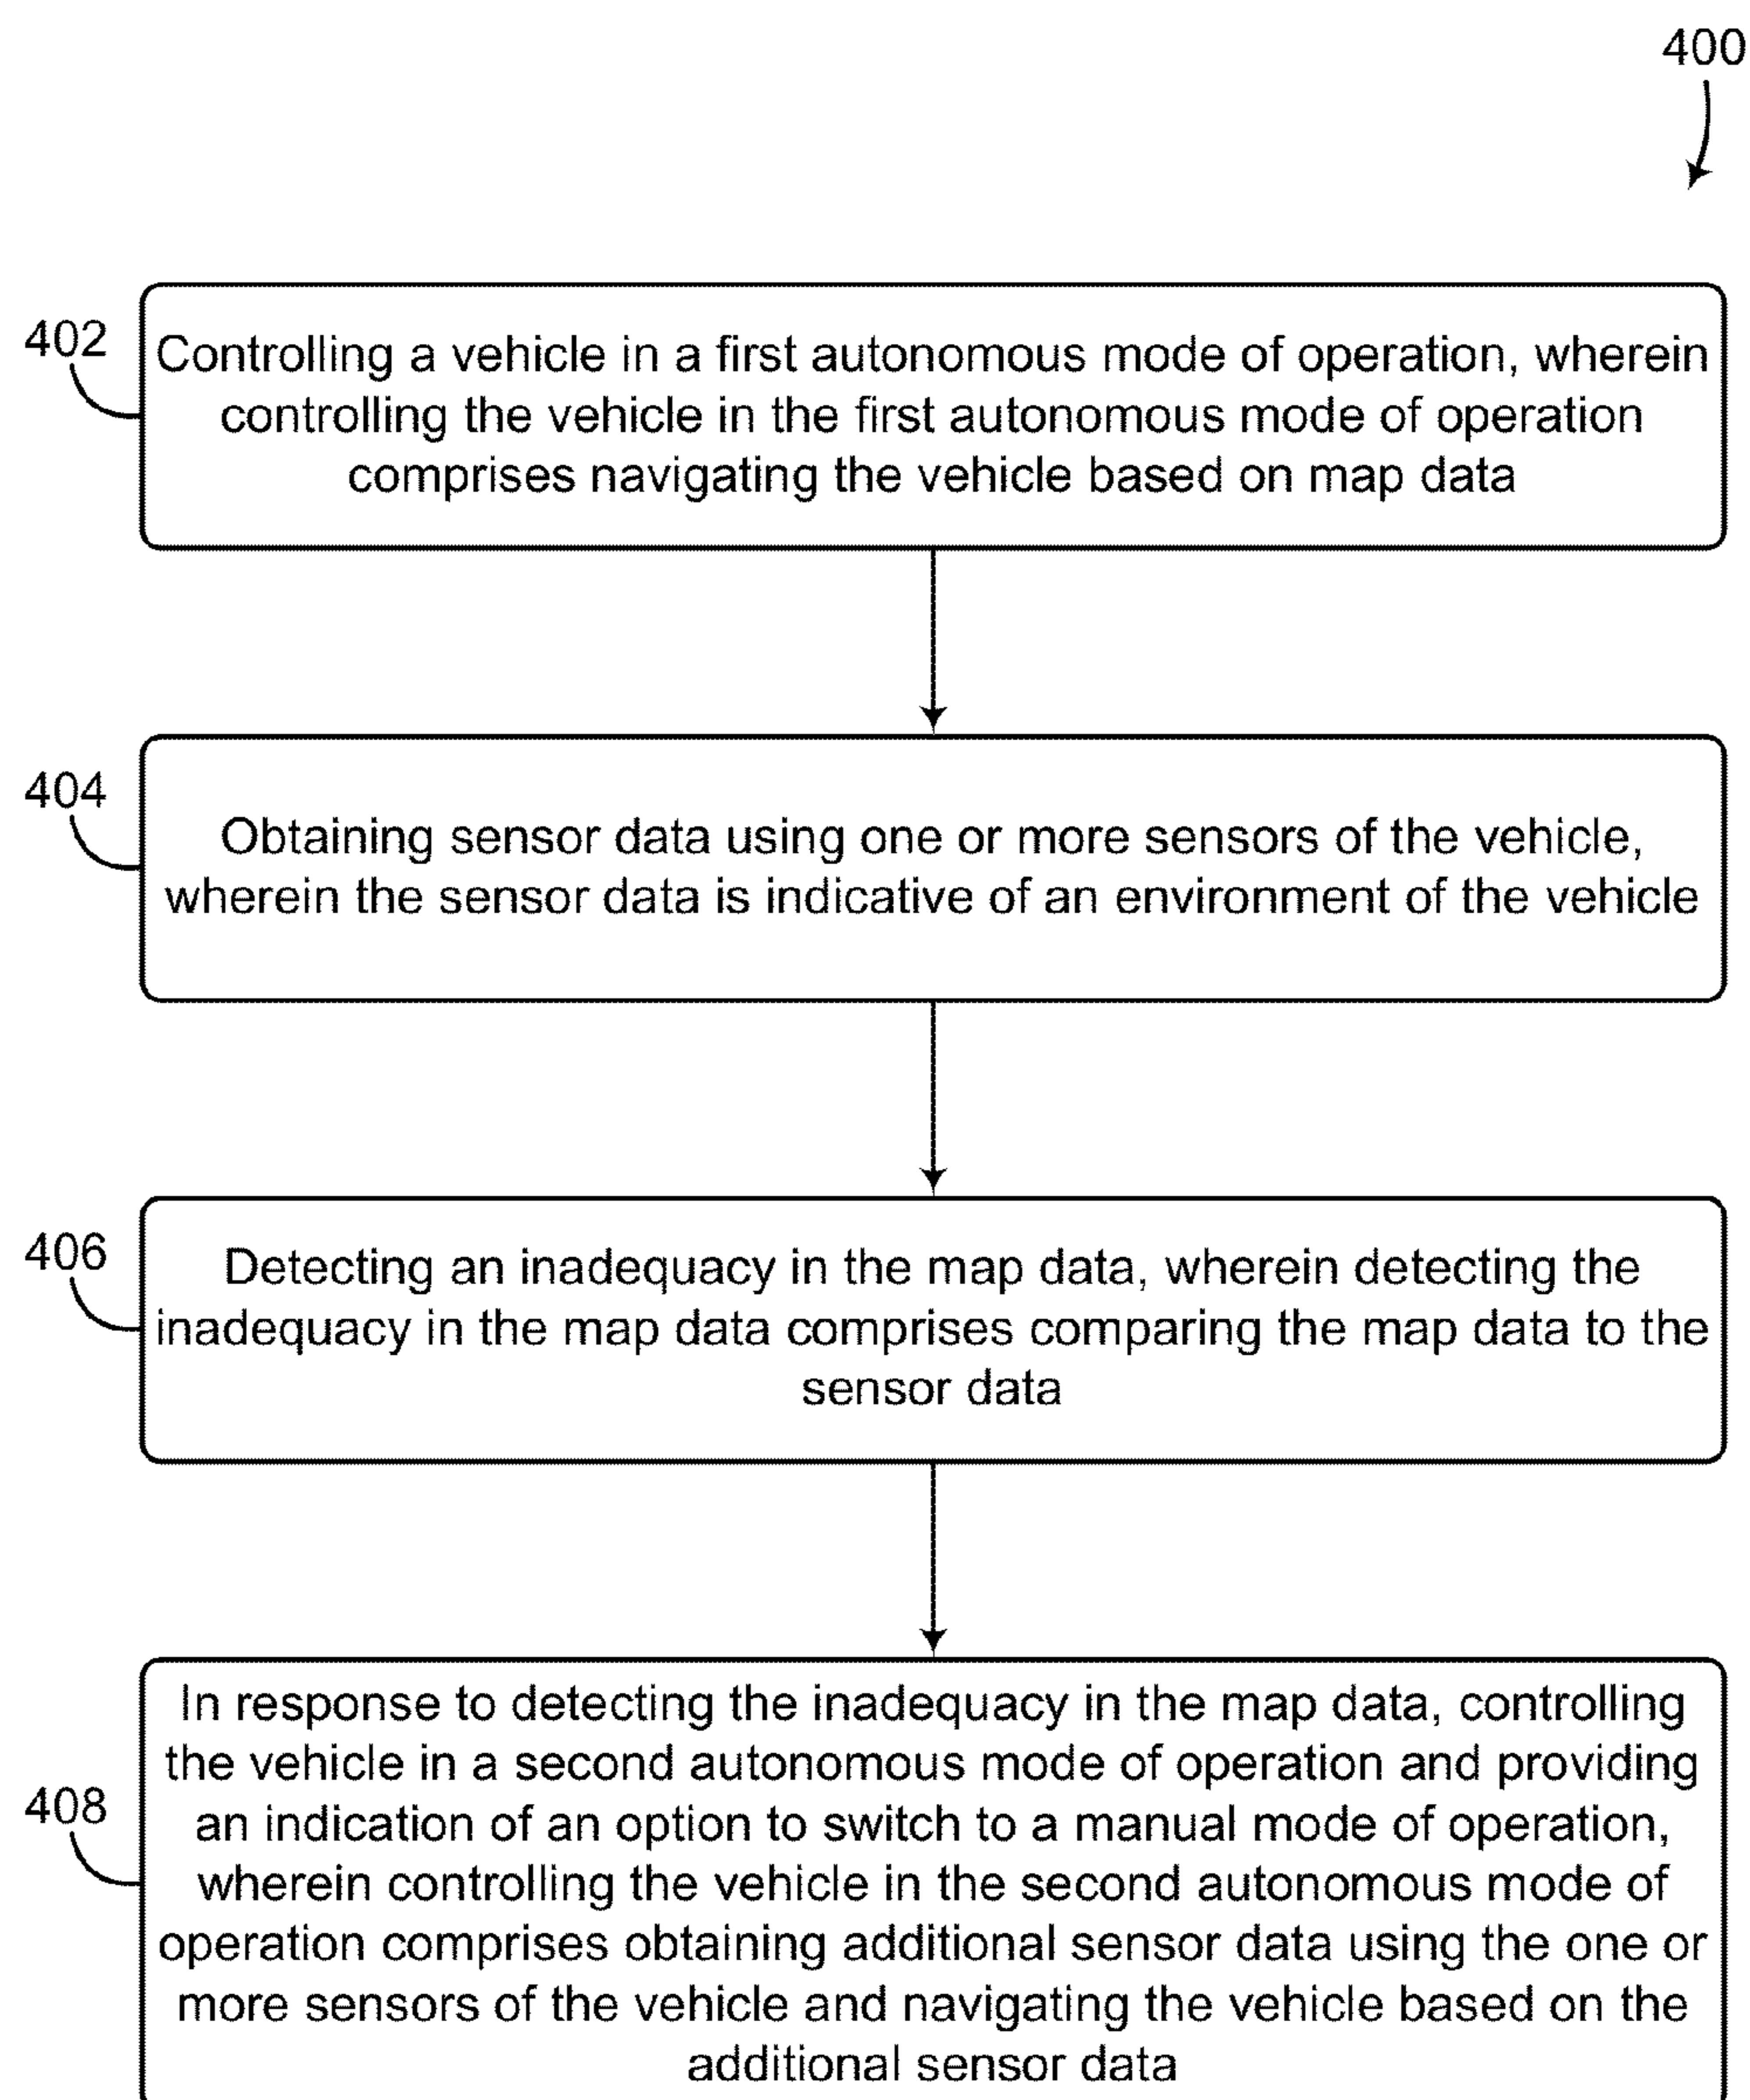 400
402
Controlling a vehicle in a first autonomous mode of operation, wherein
controlling the vehicle in the first autonomous mode of operation
comprises navigating the vehicle based on map data
404
Obtaining sensor data using one or more sensors of the vehicle,
wherein the sensor data is indicative of an environment of the vehicle
406
Detecting an inadequacy in the map data, wherein detecting the
inadequacy in the map data comprises comparing the map data to the
sensor data
408
In response to detecting the inadequacy in the map data, controlling
the vehicle in a second autonomous mode of operation and providing
an indication of an option to switch to a manual mode of operation,
wherein controlling the vehicle in the second autonomous mode of
operation comprises obtaining additional sensor data using the one or
more sensors of the vehicle and navigating the vehicle based on the
additional sensor data